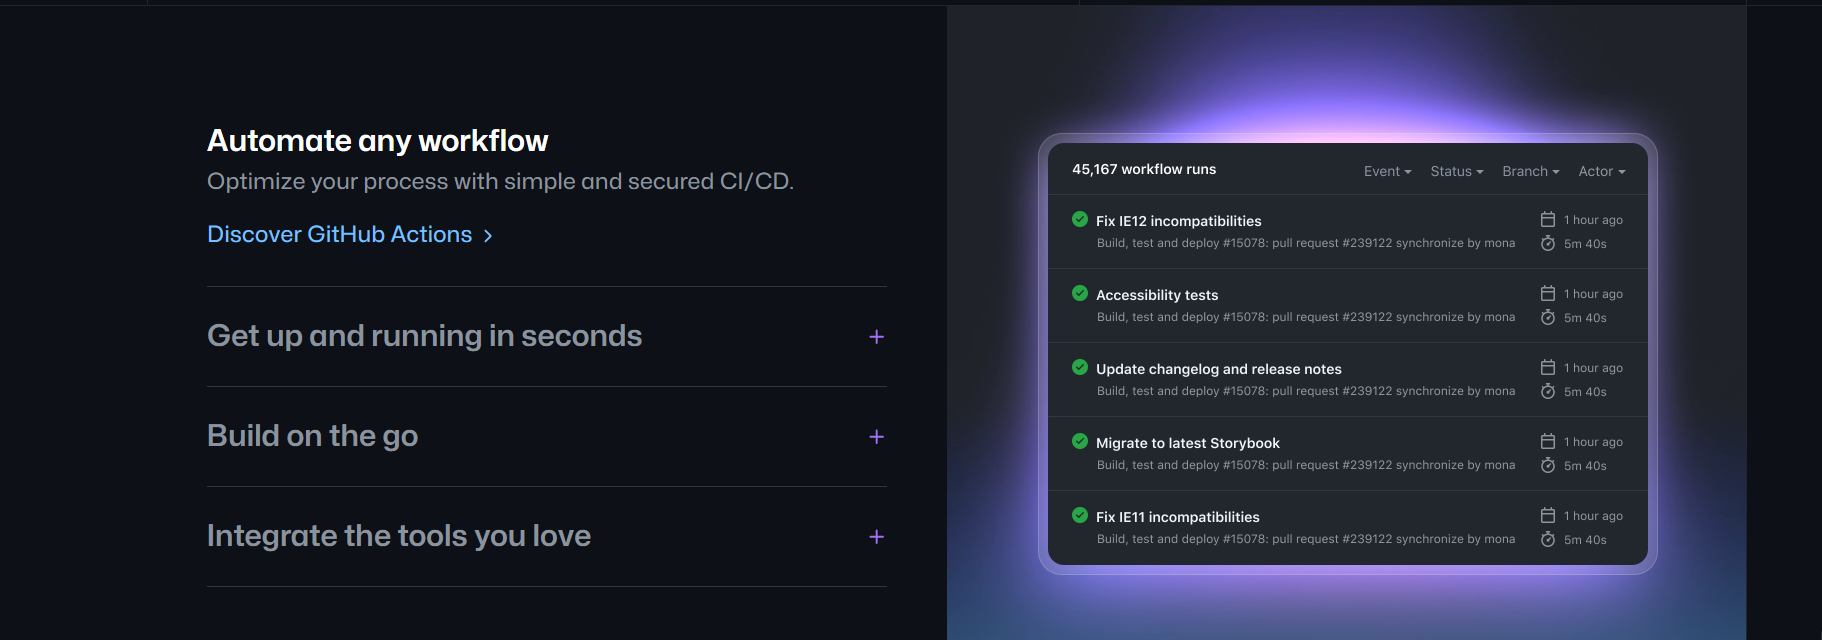 Automate any workflow
Optimize your process with simple and secured CI/CD.
Discover GitHub Actions
Get up and running in seconds
Build on the go
Integrate the tools you love
45,167 workflow runs Event Status Branch Actor
Fix IE12 incompatibilities 1 hour ago
Build, test and deploy #15078: pull request #239122 synchronize by mona 5m 40s
Accessibility tests 1 hour ago
Build, test and deploy #15078: pull request #239122 synchronize by mona 5m 40s
Update changelog and release notes 1 hour ago
Build, test and deploy #15078: pull request #239122 synchronize by mona 5m 40s
Migrate to latest Storybook 1 hour ago
Build, test and deploy #15078: pull request #239122 synchronize by mona 5m 40s
Fix IE11 incompatibilities 1 hour ago
Build, test and deploy #15078: pull request #239122 synchronize by mona 5m 40s